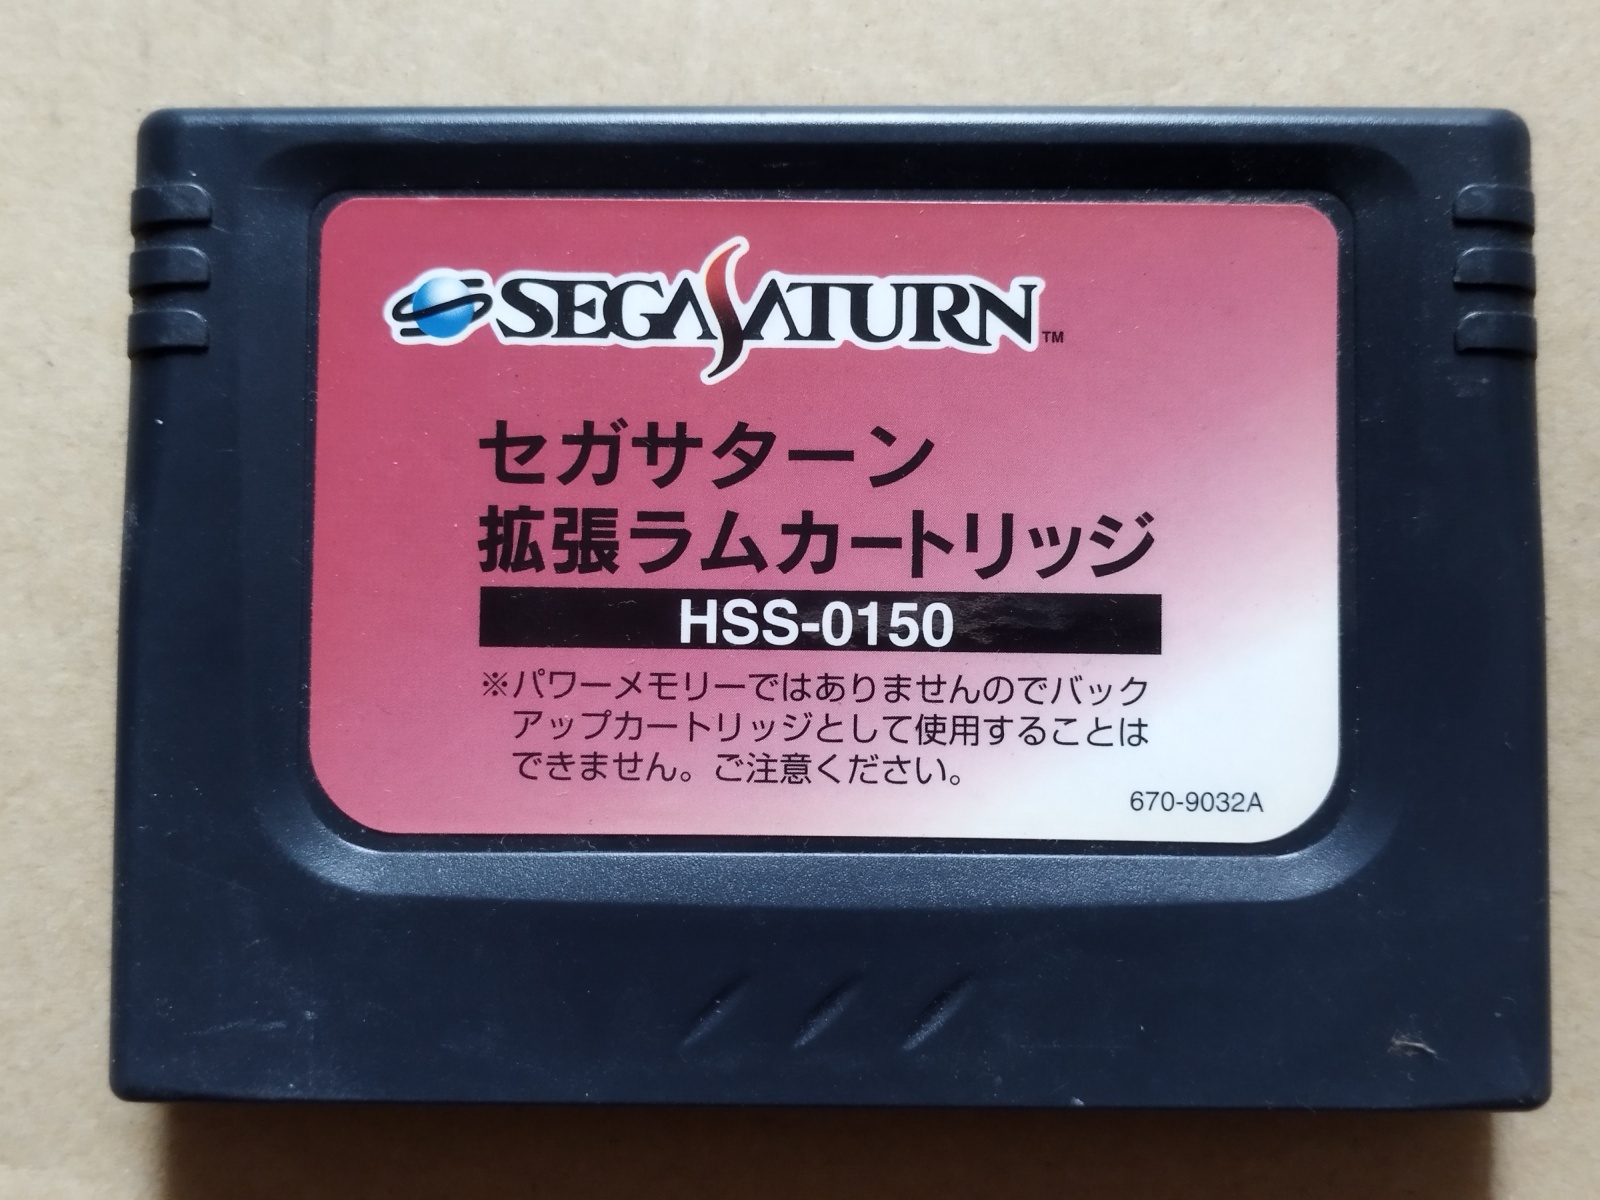 SEGA SATURN TM
セガサターン
拡張ラムカートリッジ
HSS-0150
※パワーメモリーではありませんのでバック
アップカートリッジとして使用することは
できません。ご注意ください。
670-9032A